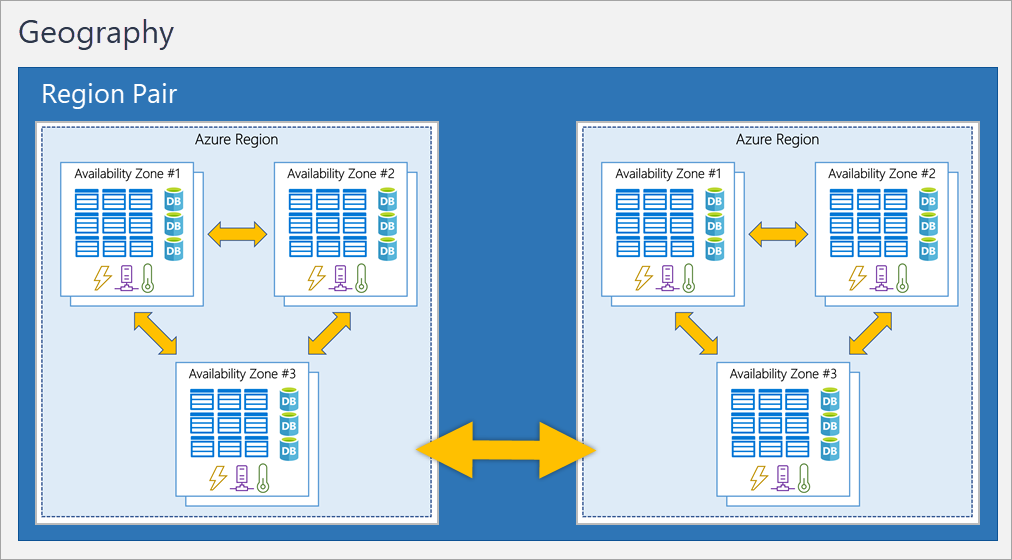 Geography
Region Pair
Azure Region
Availability Zone #1
DB
DB
DB
Availability Zone #2
DB
DB
DB
Availability Zone #3
DB
DB
DB
Azure Region
Availability Zone #1
DB
DB
DB
Availability Zone #2
DB
DB
DB
Availability Zone #3
DB
DB
DB